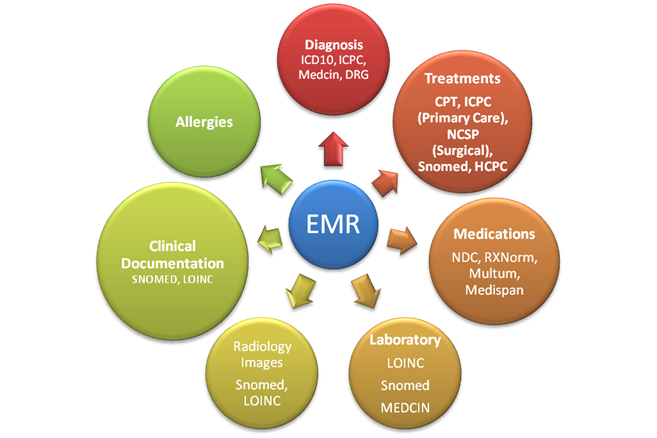 Diagnosis
ICD10, ICPC,
Medcin, DRG
Treatments
CPT, ICPC
(Primary Care),
NCSP
(Surgical),
Snomed, HCPC
Allergies
EMR
Medications
NDC, RXNorm,
Multum,
Medispan
Clinical
Documentation
SNOMED, LOINC
Laboratory
LOINC
Snomed
MEDCIN
Radiology
Images
Snomed,
LOINC